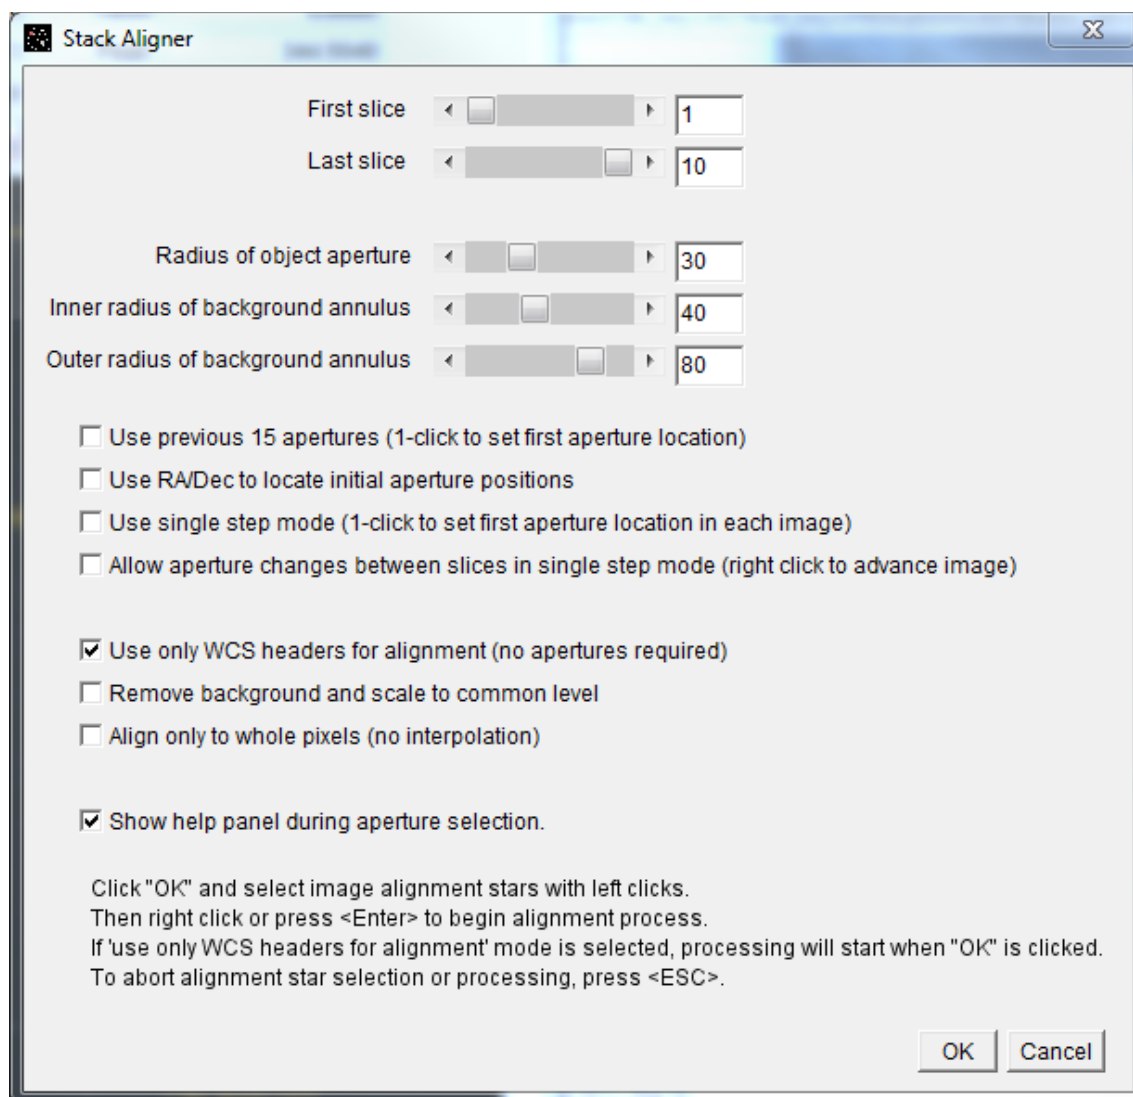 Stack Aligner
First slice 1
Last slice 10
Radius of object aperture 30
Inner radius of background annulus 40
Outer radius of background annulus 80
Use previous 15 apertures (1-click to set first aperture location)
Use RA/Dec to locate initial aperture positions
Use single step mode (1-click to set first aperture location in each image)
Allow aperture changes between slices in single step mode (right click to advance image)
Use only WCS headers for alignment (no apertures required)
Remove background and scale to common level
Align only to whole pixels (no interpolation)
Show help panel during aperture selection.
Click "OK" and select image alignment stars with left clicks.
Then right click or press <Enter> to begin alignment process.
If 'use only WCS headers for alignment' mode is selected, processing will start when "OK" is clicked.
To abort alignment star selection or processing, press <ESC>.
OK Cancel